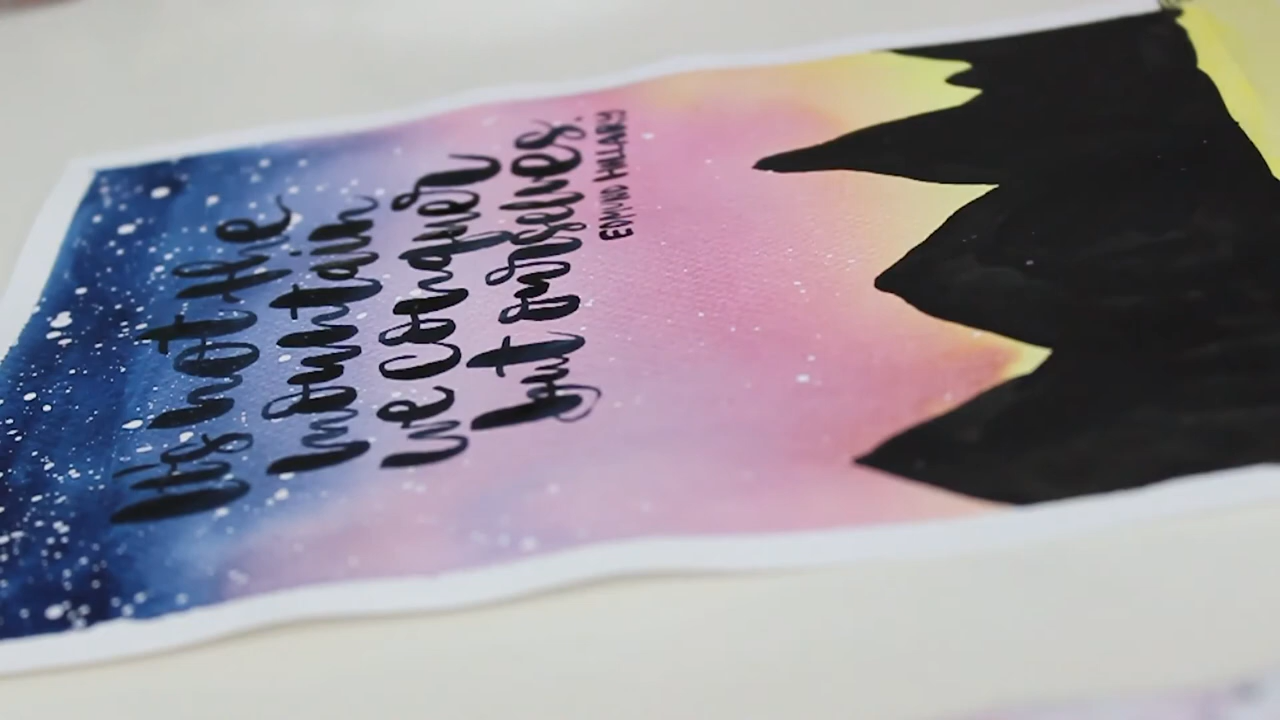 It's not the
mountain
we conquer
but ourselves.
EDMUND HILLARY